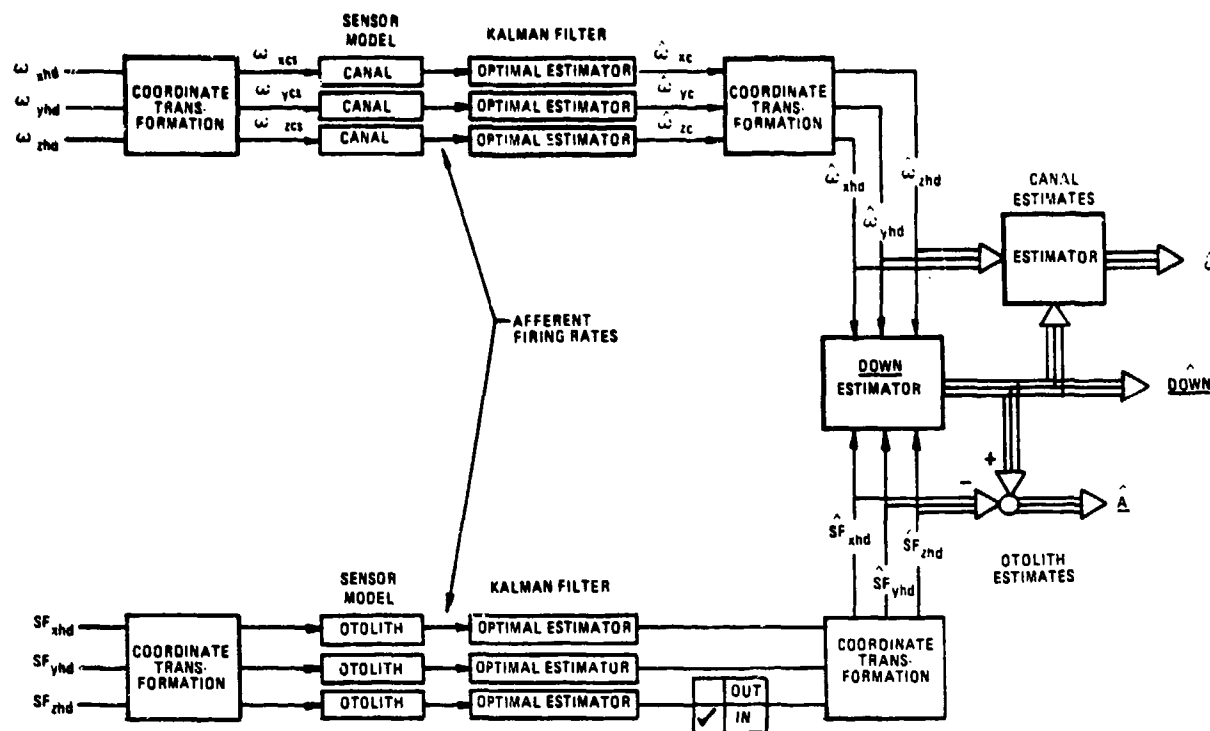 SENSOR
MODEL
KALMAN FILTER
ω xhd
ω yhd
ω zhd
COORDINATE
TRANS-
FORMATION
ω xcs
ω ycs
ω zcs
CANAL
CANAL
CANAL
OPTIMAL ESTIMATOR
OPTIMAL ESTIMATOR
OPTIMAL ESTIMATOR
ω̂ xc
ω̂ yc
ω̂ zc
COORDINATE
TRANS-
FORMATION
ω̂ xhd
ω̂ yhd
ω̂ zhd
CANAL
ESTIMATES
ESTIMATOR
AFFERENT
FIRING RATES
DOWN
ESTIMATOR
DOŴN
+
-
Â
SF̂ xhd
SF̂ yhd
SF̂ zhd
OTOLITH
ESTIMATES
SENSOR
MODEL
KALMAN FILTER
SF xhd
SF yhd
SF zhd
COORDINATE
TRANS-
FORMATION
OTOLITH
OTOLITH
OTOLITH
OPTIMAL ESTIMATOR
OPTIMAL ESTIMATOR
OPTIMAL ESTIMATOR
OUT
✓ IN
COORDINATE
TRANS-
FORMATION